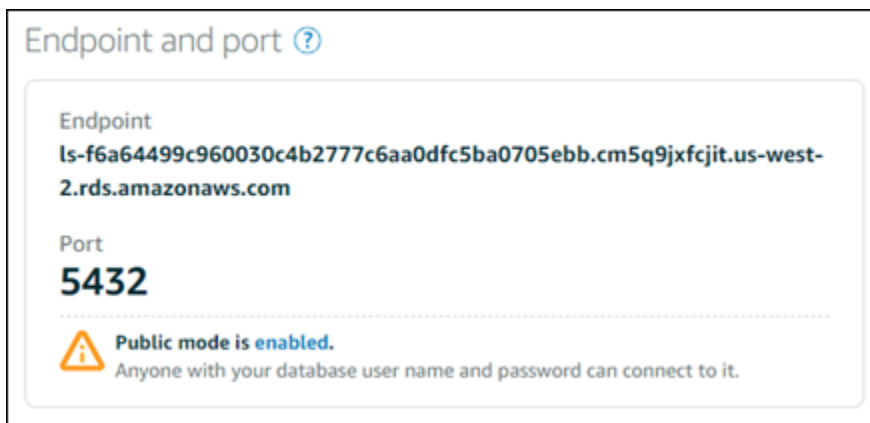 Endpoint and port ?
Endpoint
ls-f6a64499c960030c4b2777c6aa0dfc5ba0705ebb.cm5q9jxfcjit.us-west-
2.rds.amazonaws.com
Port
5432
Public mode is enabled.
Anyone with your database user name and password can connect to it.